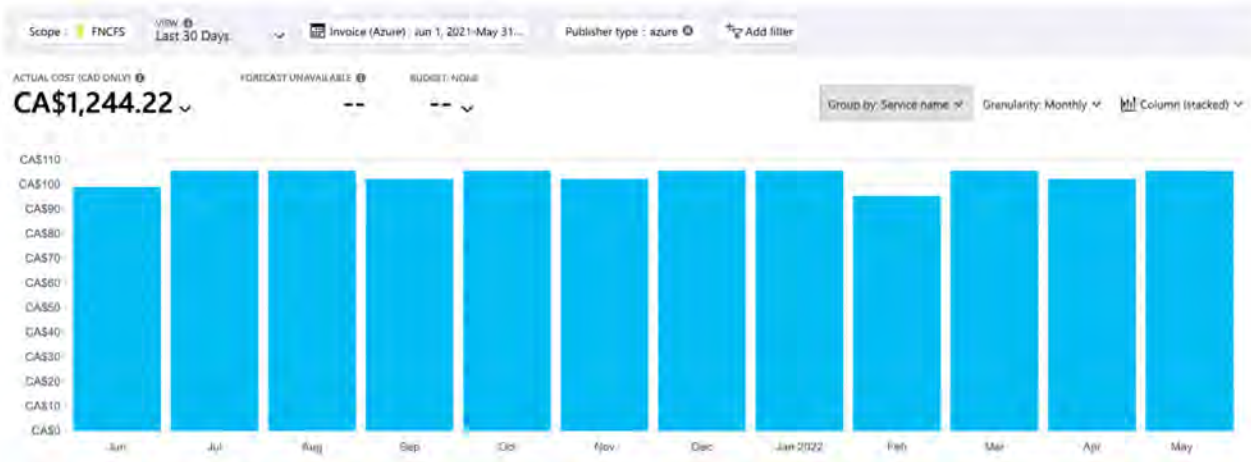 Scope : FNCFS
VIEW
Last 30 Days
Invoice (Azure) : Jun 1, 2021-May 31...
Publisher type : azure
Add filter
ACTUAL COST (CAD ONLY)
CA$1,244.22
FORECAST UNAVAILABLE
--
BUDGET: NONE
--
Group by: Service name
Granularity: Monthly
Column (stacked)
CA$110
CA$100
CA$90
CA$80
CA$70
CA$60
CA$50
CA$40
CA$30
CA$20
CA$10
CA$0
Jun Jul Aug Sep Oct Nov Dec Jan 2022 Feb Mar Apr May